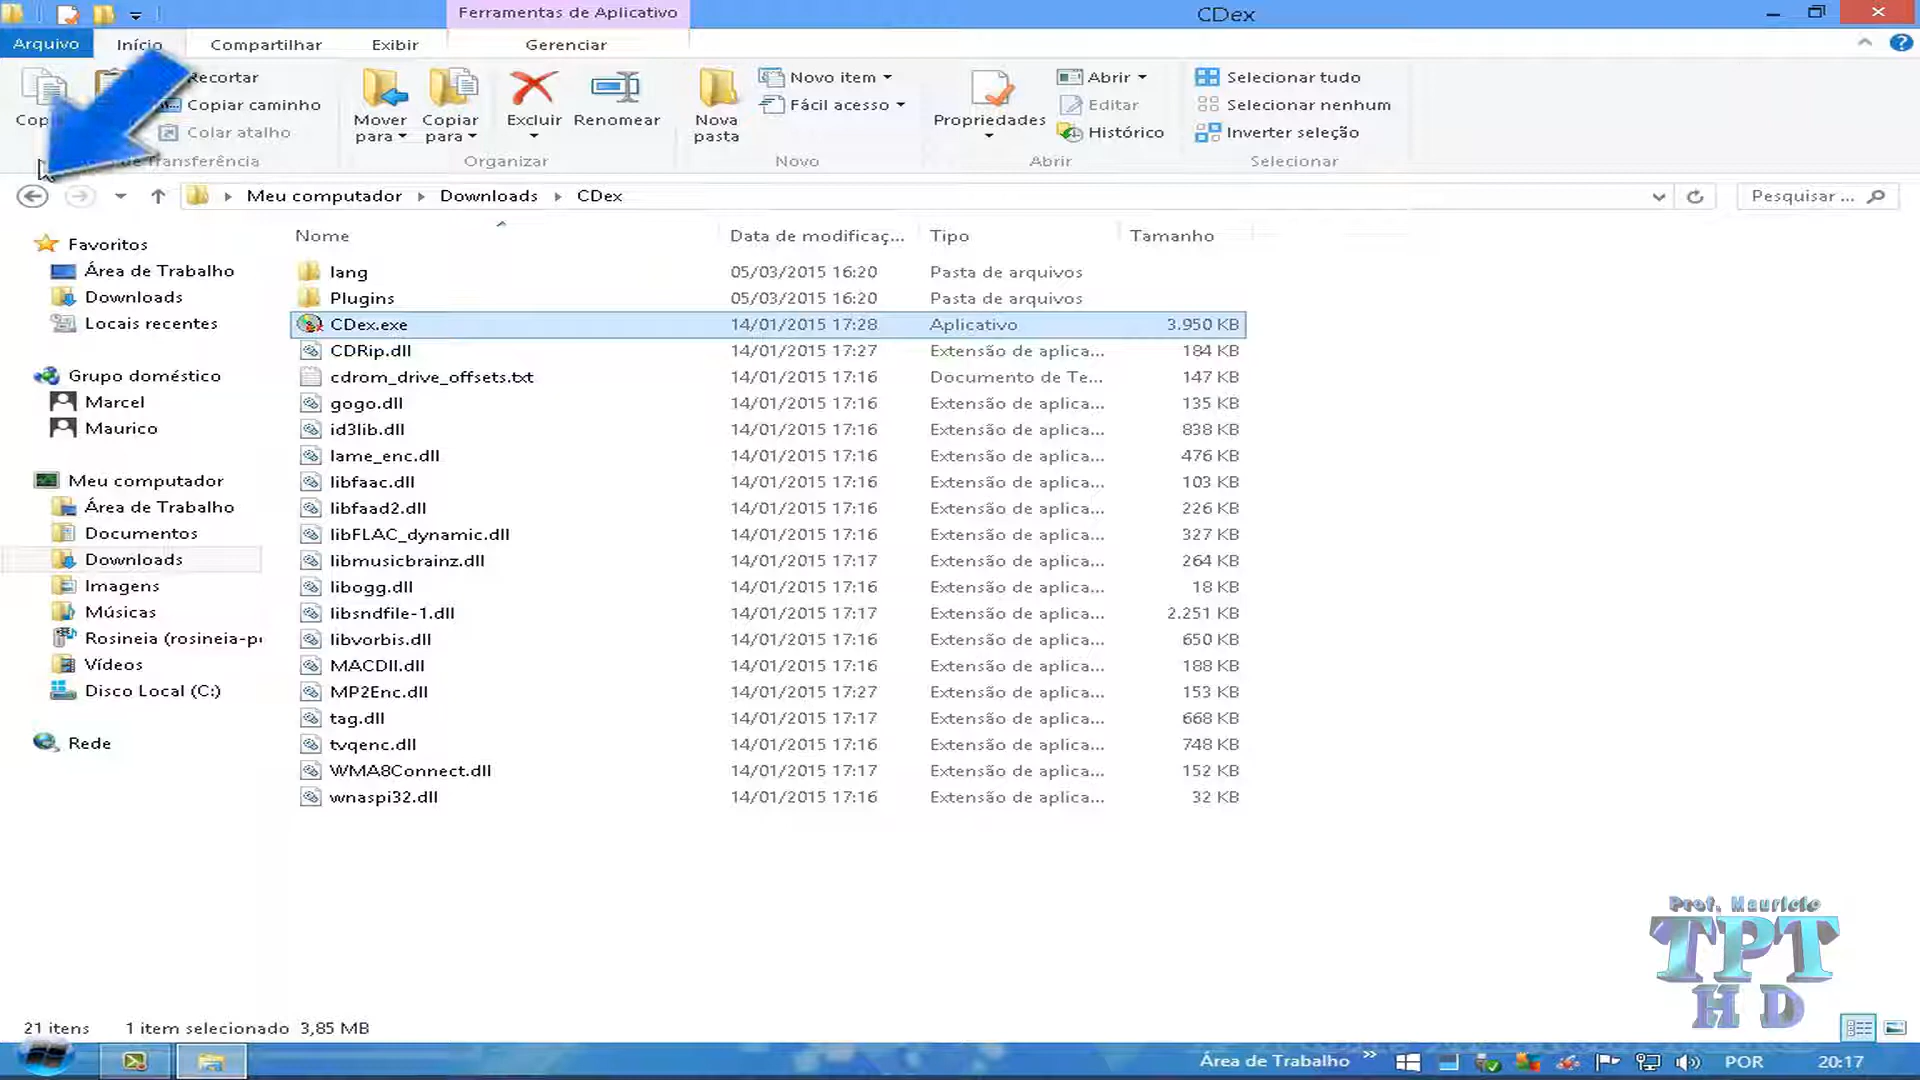 Ferramentas de Aplicativo
CDex
Arquivo Início Compartilhar Exibir Gerenciar
Recortar
Copiar caminho
Colar atalho
Mover para
Copiar para
Excluir
Renomear
Organizar
Nova pasta
Novo item
Fácil acesso
Novo
Propriedades
Abrir
Editar
Histórico
Abrir
Selecionar tudo
Selecionar nenhum
Inverter seleção
Selecionar
Meu computador Downloads CDex
Pesquisar ...
Favoritos
Área de Trabalho
Downloads
Locais recentes
Grupo doméstico
Marcel
Maurico
Meu computador
Área de Trabalho
Documentos
Downloads
Imagens
Músicas
Rosineia (rosineia-p
Vídeos
Disco Local (C:)
Rede
Nome Data de modificaç... Tipo Tamanho
lang 05/03/2015 16:20 Pasta de arquivos
Plugins 05/03/2015 16:20 Pasta de arquivos
CDex.exe 14/01/2015 17:28 Aplicativo 3.950 KB
CDRip.dll 14/01/2015 17:27 Extensão de aplica... 184 KB
cdrom_drive_offsets.txt 14/01/2015 17:16 Documento de Te... 147 KB
gogo.dll 14/01/2015 17:16 Extensão de aplica... 135 KB
id3lib.dll 14/01/2015 17:16 Extensão de aplica... 838 KB
lame_enc.dll 14/01/2015 17:16 Extensão de aplica... 476 KB
libfaac.dll 14/01/2015 17:16 Extensão de aplica... 103 KB
libfaad2.dll 14/01/2015 17:16 Extensão de aplica... 226 KB
libFLAC_dynamic.dll 14/01/2015 17:16 Extensão de aplica... 327 KB
libmusicbrainz.dll 14/01/2015 17:17 Extensão de aplica... 264 KB
libogg.dll 14/01/2015 17:16 Extensão de aplica... 18 KB
libsndfile-1.dll 14/01/2015 17:17 Extensão de aplica... 2.251 KB
libvorbis.dll 14/01/2015 17:16 Extensão de aplica... 650 KB
MACDll.dll 14/01/2015 17:16 Extensão de aplica... 188 KB
MP2Enc.dll 14/01/2015 17:27 Extensão de aplica... 153 KB
tag.dll 14/01/2015 17:17 Extensão de aplica... 668 KB
tvqenc.dll 14/01/2015 17:16 Extensão de aplica... 748 KB
WMA8Connect.dll 14/01/2015 17:17 Extensão de aplica... 152 KB
wnaspi32.dll 14/01/2015 17:16 Extensão de aplica... 32 KB
Prof. Mauricio
TPT
HD
21 itens 1 item selecionado 3,85 MB
Área de Trabalho POR 20:17